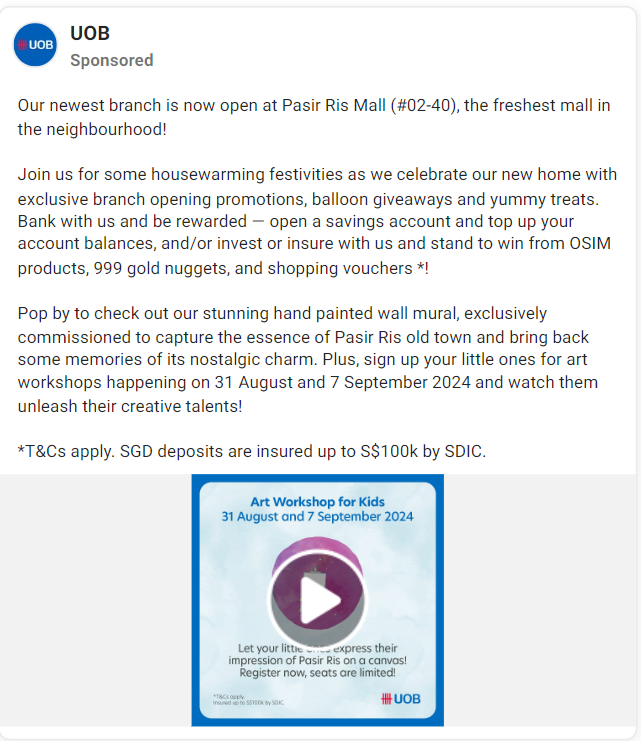 UOB
UOB
Sponsored
Our newest branch is now open at Pasir Ris Mall (#02-40), the freshest mall in
the neighbourhood!
Join us for some housewarming festivities as we celebrate our new home with
exclusive branch opening promotions, balloon giveaways and yummy treats.
Bank with us and be rewarded — open a savings account and top up your
account balances, and/or invest or insure with us and stand to win from OSIM
products, 999 gold nuggets, and shopping vouchers *!
Pop by to check out our stunning hand painted wall mural, exclusively
commissioned to capture the essence of Pasir Ris old town and bring back
some memories of its nostalgic charm. Plus, sign up your little ones for art
workshops happening on 31 August and 7 September 2024 and watch them
unleash their creative talents!
*T&Cs apply. SGD deposits are insured up to S$100k by SDIC.
Art Workshop for Kids
31 August and 7 September 2024
Let your little ones express their
impression of Pasir Ris on a canvas!
Register now, seats are limited!
*T&Cs apply.
Insured up to S$100k by SDIC.
UOB